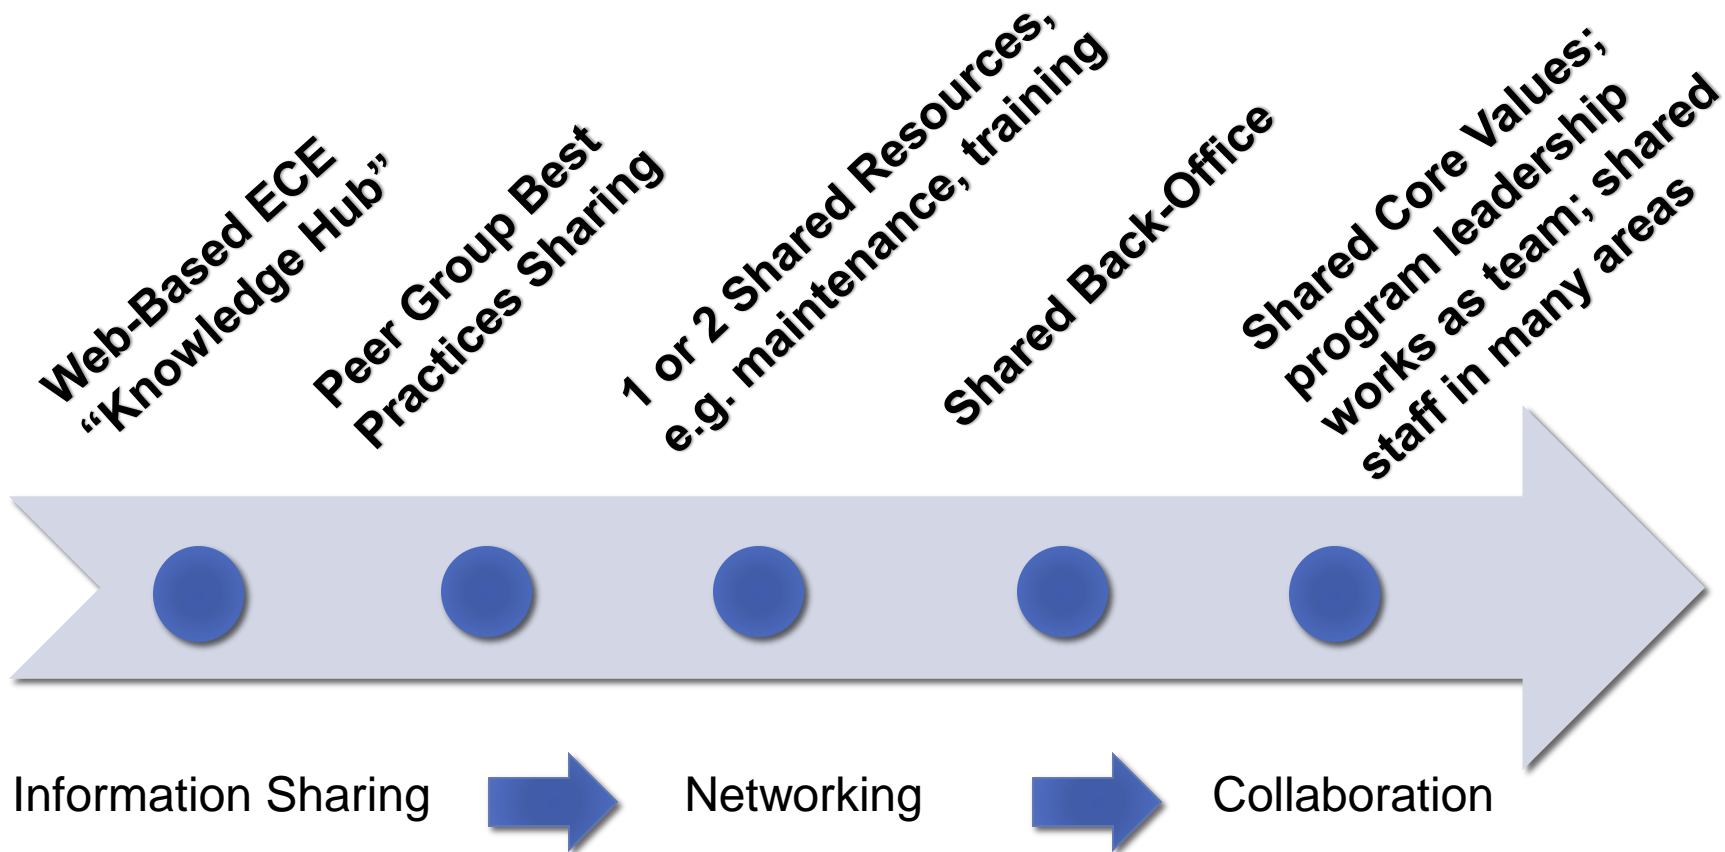 Web-Based ECE
“Knowledge Hub”
Peer Group Best
Practices Sharing
1 or 2 Shared Resources,
e.g. maintenance, training
Shared Back-Office
Shared Core Values;
program leadership
works as team; shared
staff in many areas
Information Sharing
Networking
Collaboration